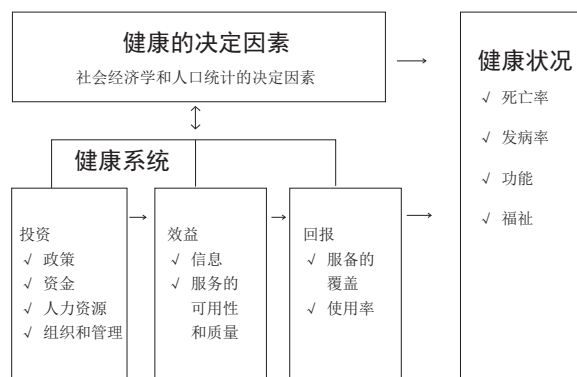 健康的决定因素
社会经济学和人口统计的决定因素
健康系统
投资
√ 政策
√ 资金
√ 人力资源
√ 组织和管理
效益
√ 信息
√ 服务的
可用性
和质量
回报
√ 服备的
覆盖
√ 使用率
健康状况
√ 死亡率
√ 发病率
√ 功能
√ 福祉